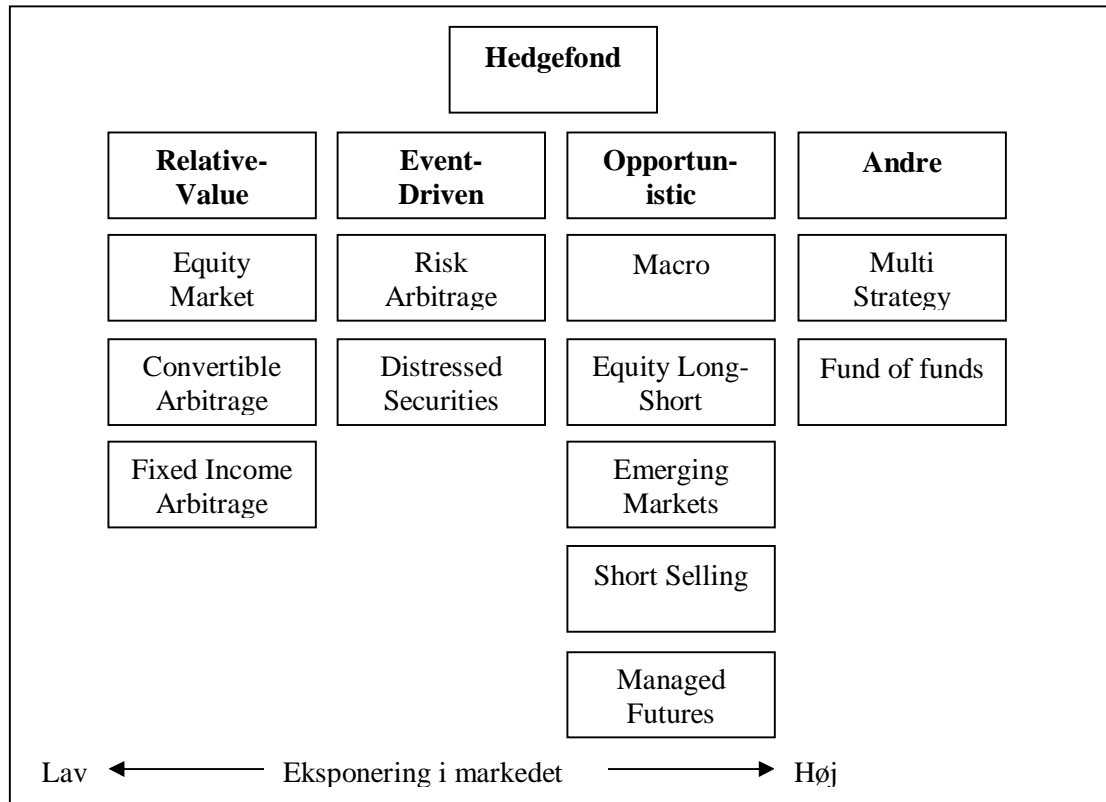 Hedgefond
Relative-
Value
Event-
Driven
Opportun-
istic
Andre
Equity
Market
Risk
Arbitrage
Macro
Multi
Strategy
Convertible
Arbitrage
Distressed
Securities
Equity Long-
Short
Fund of funds
Fixed Income
Arbitrage
Emerging
Markets
Short Selling
Managed
Futures
Lav Eksponering i markedet Høj